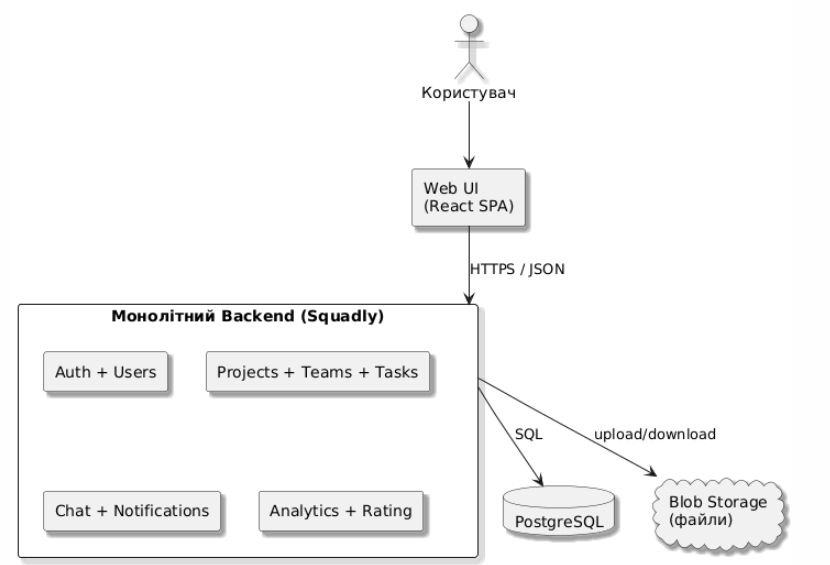 Користувач
Web UI
(React SPA)
HTTPS / JSON
Монолітний Backend (Squadly)
Auth + Users
Projects + Teams + Tasks
Chat + Notifications
Analytics + Rating
SQL
upload/download
PostgreSQL
Blob Storage
(файли)